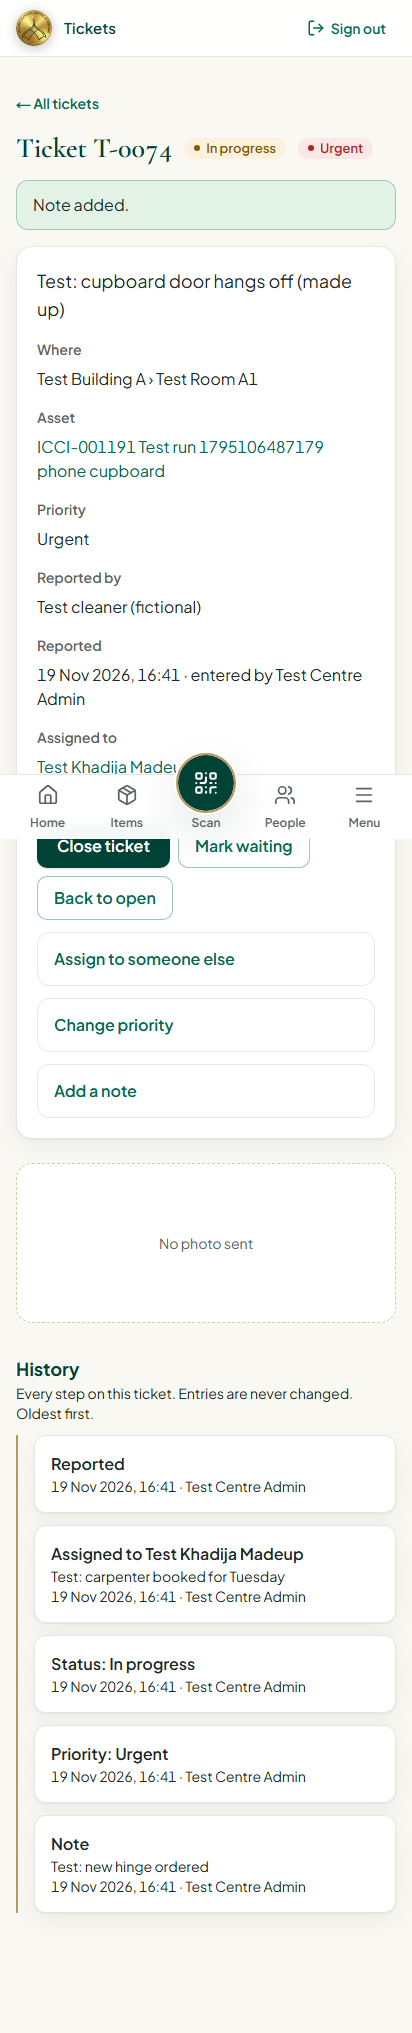 Tickets
Sign out
← All tickets
Ticket T-0074
In progress
Urgent
Note added.
Test: cupboard door hangs off (made
up)
Where
Test Building A › Test Room A1
Asset
ICCI-001191 Test run 1795106487179
phone cupboard
Priority
Urgent
Reported by
Test cleaner (fictional)
Reported
19 Nov 2026, 16:41 · entered by Test Centre
Admin
Assigned to
Test Khadija Madeu
Home
Items
Scan
People
Menu
Close ticket
Mark waiting
Back to open
Assign to someone else
Change priority
Add a note
No photo sent
History
Every step on this ticket. Entries are never changed.
Oldest first.
Reported
19 Nov 2026, 16:41 · Test Centre Admin
Assigned to Test Khadija Madeup
Test: carpenter booked for Tuesday
19 Nov 2026, 16:41 · Test Centre Admin
Status: In progress
19 Nov 2026, 16:41 · Test Centre Admin
Priority: Urgent
19 Nov 2026, 16:41 · Test Centre Admin
Note
Test: new hinge ordered
19 Nov 2026, 16:41 · Test Centre Admin